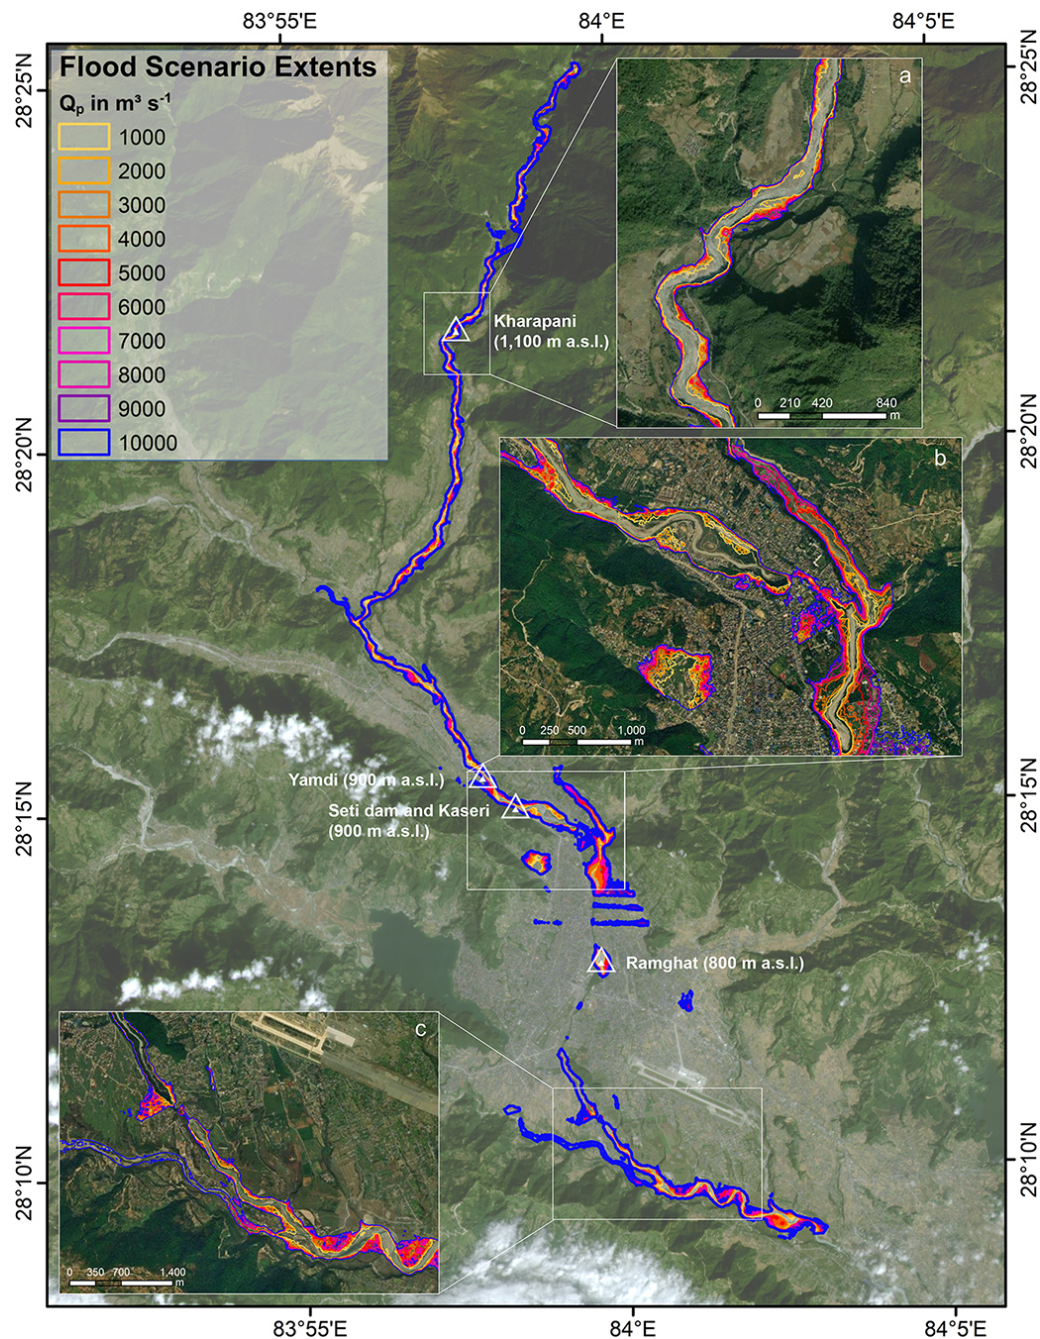 83°55'E
84°E
84°5'E
28°25'N
28°25'N
Flood Scenario Extents
Qp in m³ s-1
1000
2000
3000
4000
5000
6000
7000
8000
9000
10000
a
0 210 420 840
m
Kharapani
(1,100 m a.s.l.)
28°20'N
28°20'N
b
0 250 500 1,000
m
Yamdi (900 m a.s.l.)
Seti dam and Kaseri
(900 m a.s.l.)
28°15'N
28°15'N
Ramghat (800 m a.s.l.)
c
0 350 700 1,400
m
28°10'N
28°10'N
83°55'E
84°E
84°5'E